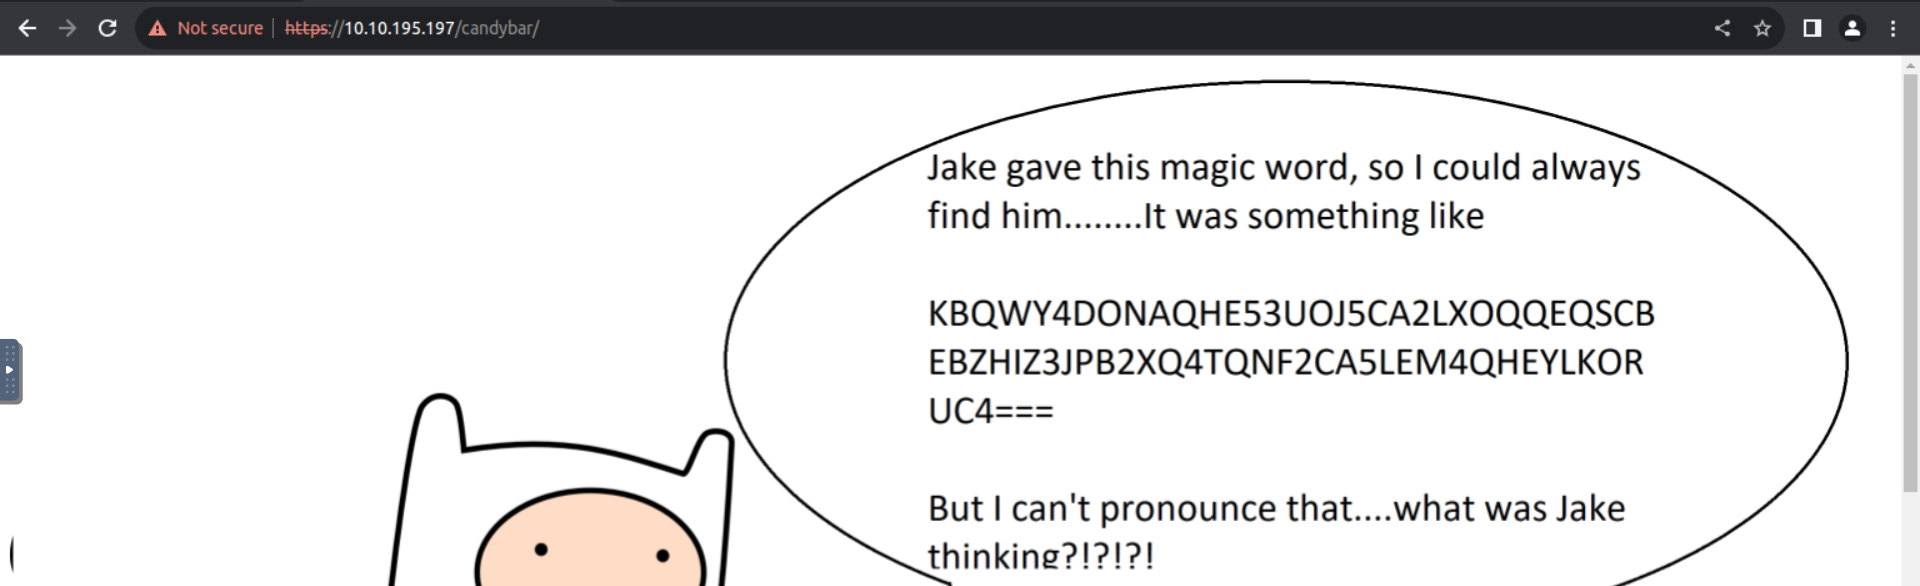 Not secure https://10.10.195.197/candybar/
Jake gave this magic word, so I could always
find him........It was something like
KBQWY4DONAQHE53UOJ5CA2LXOQQEQSCB
EBZHIZ3JPB2XQ4TQNF2CA5LEM4QHEYLKOR
UC4===
But I can't pronounce that....what was Jake
thinking?!?!?!